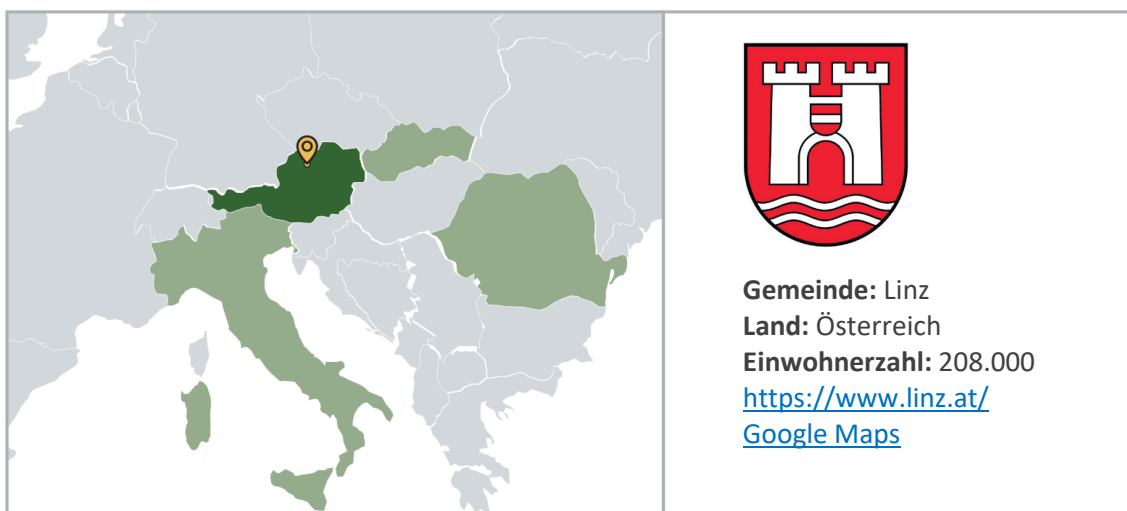 Gemeinde: Linz
Land: Österreich
Einwohnerzahl: 208.000
https://www.linz.at/
Google Maps